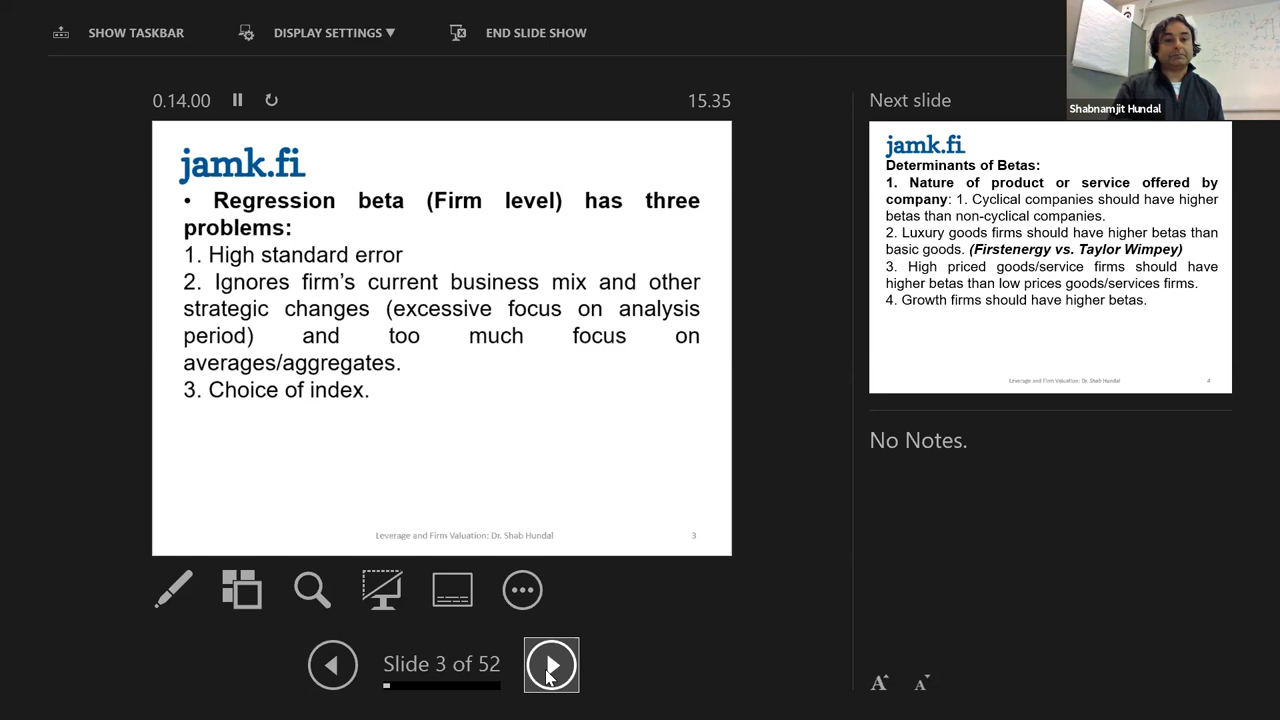 SHOW TASKBAR
DISPLAY SETTINGS ▼
END SLIDE SHOW
Shabnamjit Hundal
0.14.00
15.35
jamk.fi
• Regression beta (Firm level) has three
problems:
1. High standard error
2. Ignores firm’s current business mix and other
strategic changes (excessive focus on analysis
period) and too much focus on
averages/aggregates.
3. Choice of index.
Leverage and Firm Valuation: Dr. Shab Hundal
3
Slide 3 of 52
Next slide
jamk.fi
Determinants of Betas:
1. Nature of product or service offered by
company: 1. Cyclical companies should have higher
betas than non-cyclical companies.
2. Luxury goods firms should have higher betas than
basic goods. (Firstenergy vs. Taylor Wimpey)
3. High priced goods/service firms should have
higher betas than low prices goods/services firms.
4. Growth firms should have higher betas.
Leverage and Firm Valuation: Dr. Shab Hundal
4
No Notes.
A A